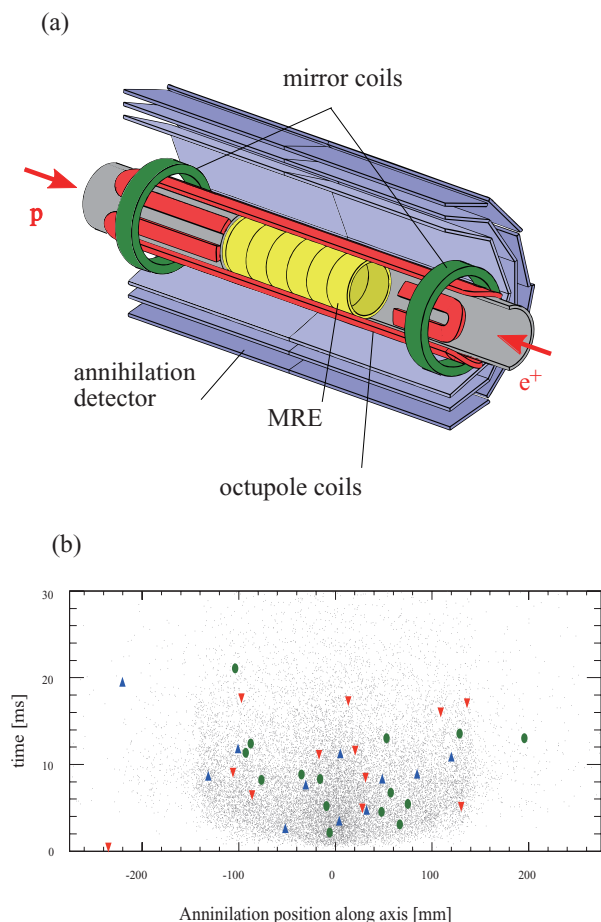 (a)
mirror coils
p
annihilation
detector
e+
MRE
octupole coils
(b)
30
20
10
0
time [ms]
-200 -100 0 100 200
Anninilation position along axis [mm]